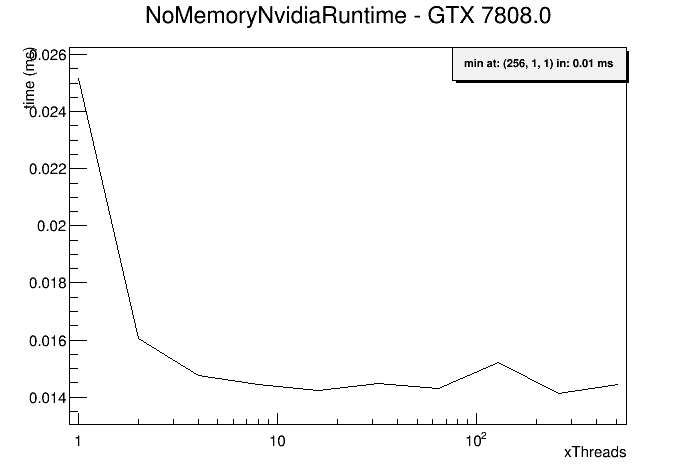 NoMemoryNvidiaRuntime - GTX 7808.0
time (ms)
min at: (256, 1, 1) in: 0.01 ms
0.026
0.024
0.022
0.02
0.018
0.016
0.014
1 10 10²
xThreads